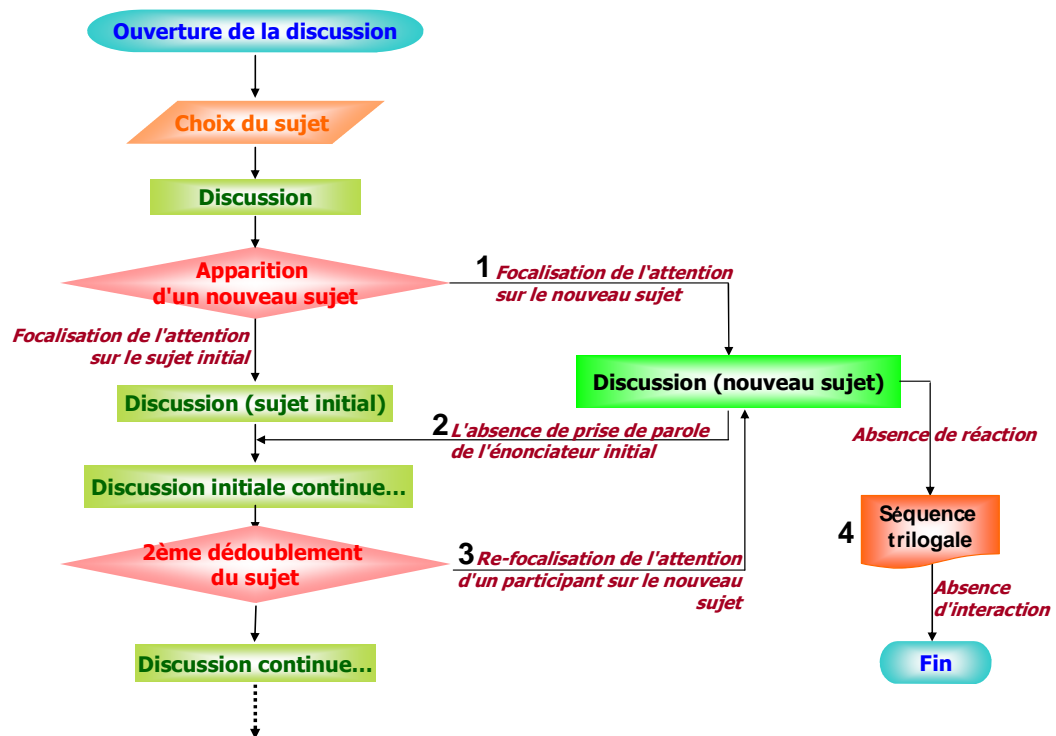 Ouverture de la discussion
Choix du sujet
Discussion
Apparition
d'un nouveau sujet
1 Focalisation de l'attention
sur le nouveau sujet
Focalisation de l'attention
sur le sujet initial
Discussion (nouveau sujet)
Discussion (sujet initial)
2 L'absence de prise de parole
de l'énonciateur initial
Absence de réaction
Discussion initiale continue...
4
Séquence
trilogale
2ème dédoublement
du sujet
3 Re-focalisation de l'attention
d'un participant sur le nouveau
sujet
Absence
d'interaction
Discussion continue...
Fin